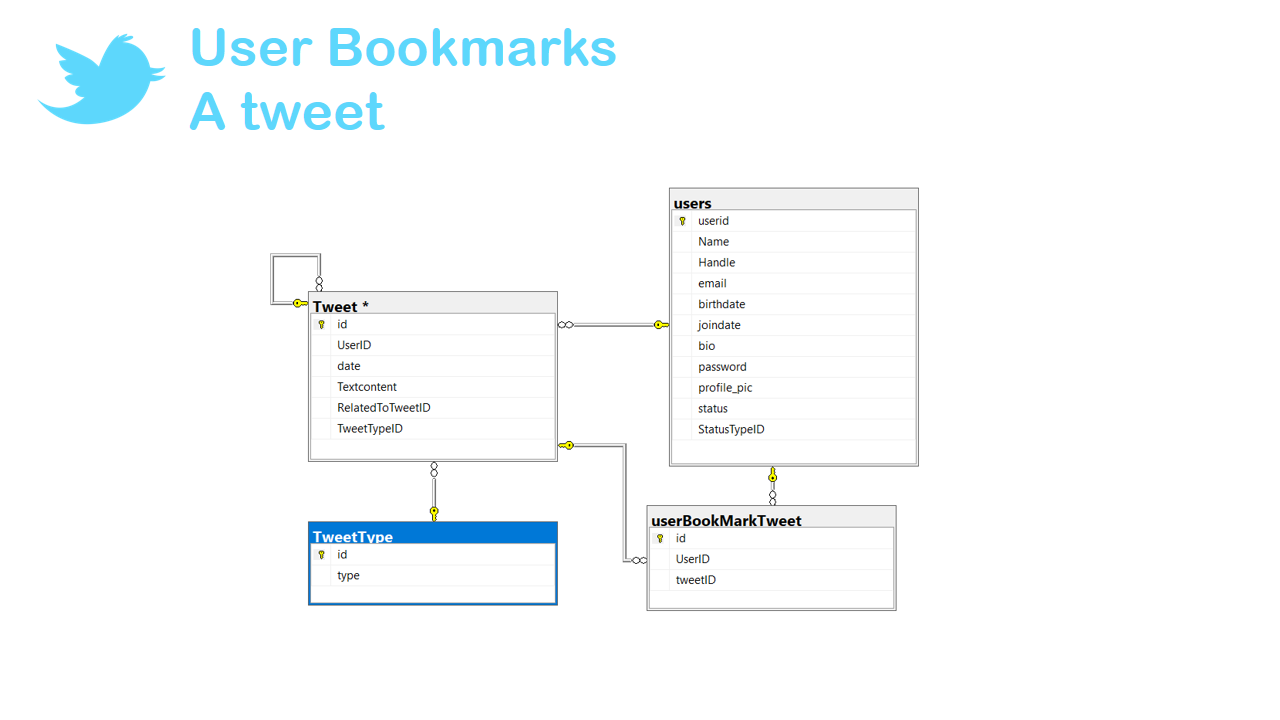 User Bookmarks
A tweet
users
userid
Name
Handle
email
birthdate
joindate
bio
password
profile_pic
status
StatusTypeID
Tweet *
id
UserID
date
Textcontent
RelatedToTweetID
TweetTypeID
TweetType
id
type
userBookMarkTweet
id
UserID
tweetID